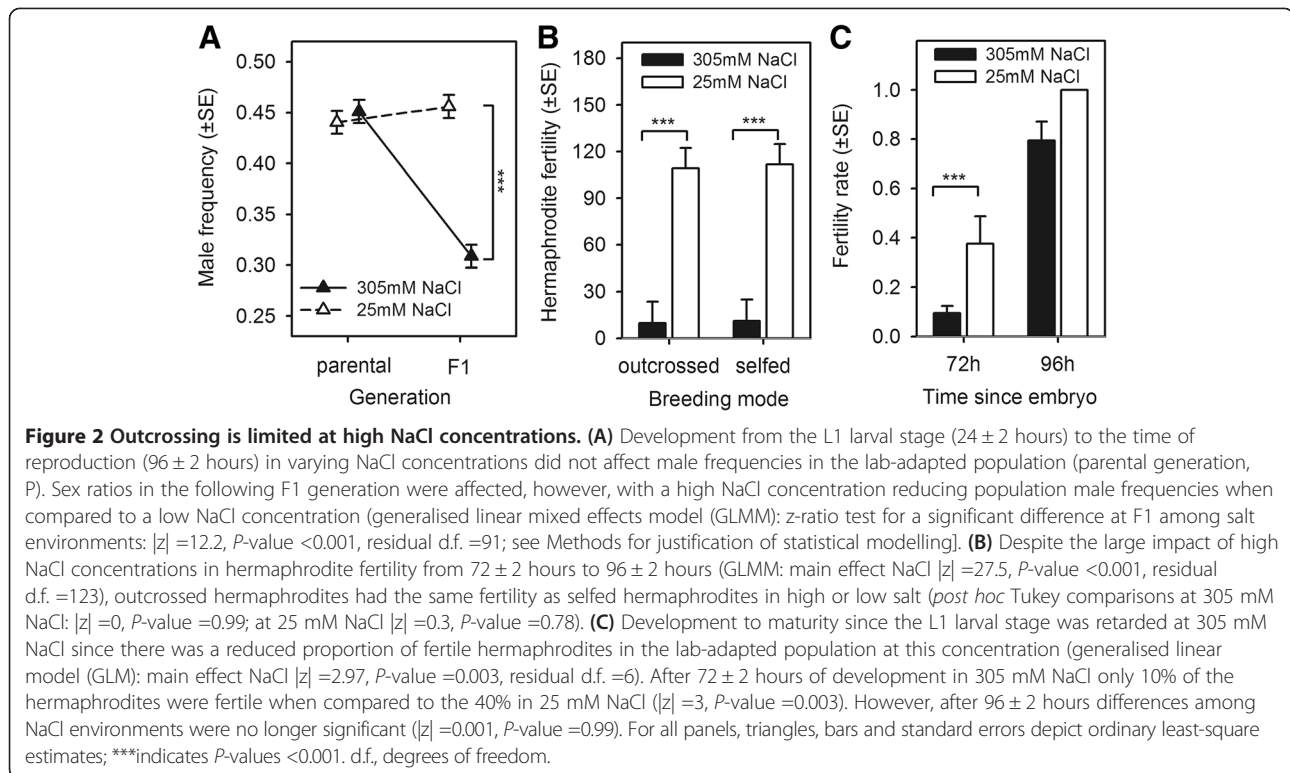 A
Male frequency (±SE)
0.50
0.45
0.40
0.35
0.30
0.25
***
305mM NaCl
25mM NaCl
parental F1
Generation
B
Hermaphrodite fertility (±SE)
180
150
120
90
60
30
0
305mM NaCl
25mM NaCl
*** ***
outcrossed selfed
Breeding mode
C
Fertility rate (±SE)
1.0
0.8
0.6
0.4
0.2
0.0
305mM NaCl
25mM NaCl
***
72h 96h
Time since embryo
Figure 2 Outcrossing is limited at high NaCl concentrations. (A) Development from the L1 larval stage (24 ± 2 hours) to the time of
reproduction (96 ± 2 hours) in varying NaCl concentrations did not affect male frequencies in the lab-adapted population (parental generation,
P). Sex ratios in the following F1 generation were affected, however, with a high NaCl concentration reducing population male frequencies when
compared to a low NaCl concentration (generalised linear mixed effects model (GLMM): z-ratio test for a significant difference at F1 among salt
environments: |z| =12.2, P-value <0.001, residual d.f. =91; see Methods for justification of statistical modelling]. (B) Despite the large impact of high
NaCl concentrations in hermaphrodite fertility from 72 ± 2 hours to 96 ± 2 hours (GLMM: main effect NaCl |z| =27.5, P-value <0.001, residual
d.f. =123), outcrossed hermaphrodites had the same fertility as selfed hermaphrodites in high or low salt (post hoc Tukey comparisons at 305 mM
NaCl: |z| =0, P-value =0.99; at 25 mM NaCl |z| =0.3, P-value =0.78). (C) Development to maturity since the L1 larval stage was retarded at 305 mM
NaCl since there was a reduced proportion of fertile hermaphrodites in the lab-adapted population at this concentration (generalised linear
model (GLM): main effect NaCl |z| =2.97, P-value =0.003, residual d.f. =6). After 72 ± 2 hours of development in 305 mM NaCl only 10% of the
hermaphrodites were fertile when compared to the 40% in 25 mM NaCl (|z| =3, P-value =0.003). However, after 96 ± 2 hours differences among
NaCl environments were no longer significant (|z| =0.001, P-value =0.99). For all panels, triangles, bars and standard errors depict ordinary least-square
estimates; ***indicates P-values <0.001. d.f., degrees of freedom.